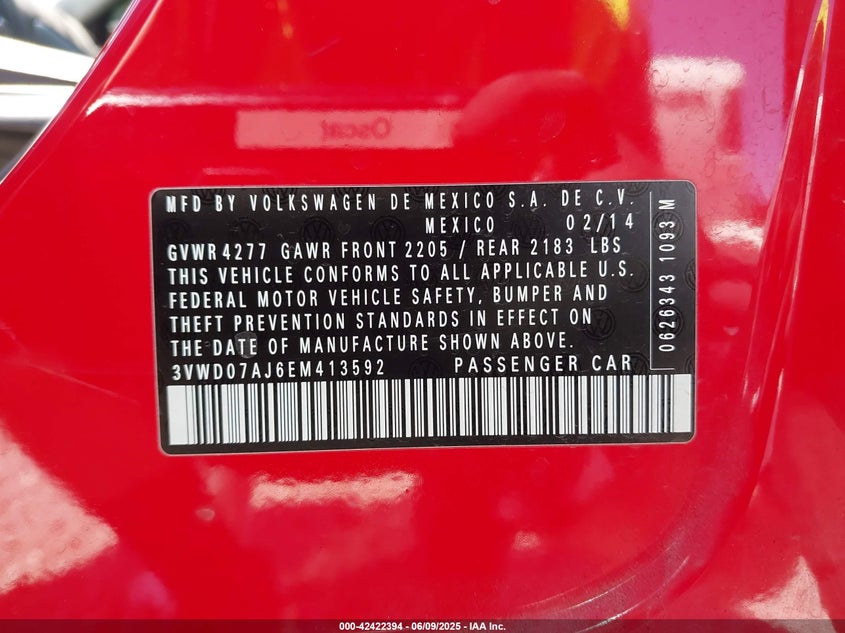 Oscar
MFD BY VOLKSWAGEN DE MEXICO S.A. DE C.V.
MEXICO 02/14
GVWR 4277 GAWR FRONT 2205 / REAR 2183 LBS
THIS VEHICLE CONFORMS TO ALL APPLICABLE U.S.
FEDERAL MOTOR VEHICLE SAFETY, BUMPER AND
THEFT PREVENTION STANDARDS IN EFFECT ON
THE DATE OF MANUFACTURE SHOWN ABOVE.
3VWD07AJ6EM413592 PASSENGER CAR
0626343 1093 M
000-42422394 - 06/09/2025 - IAA Inc.